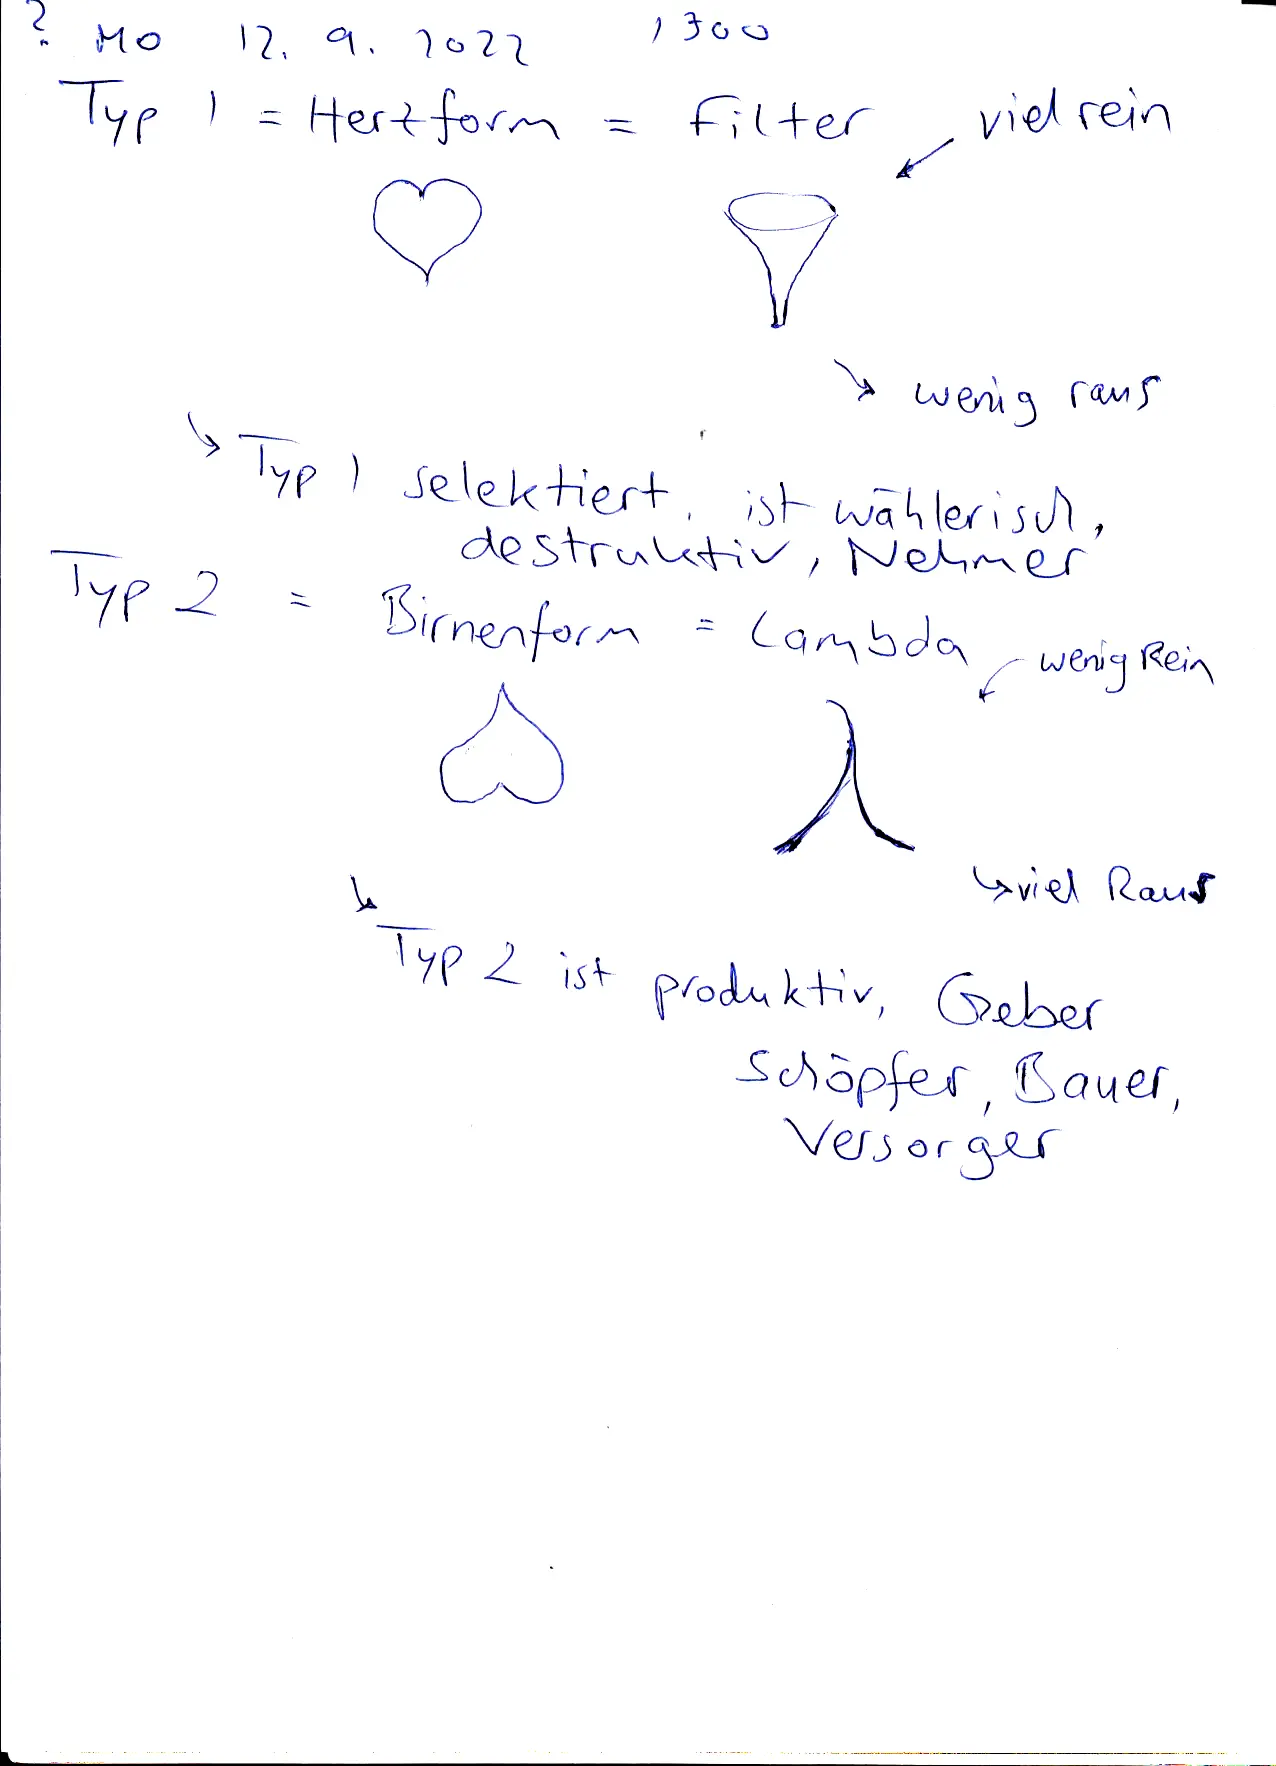 ? Mo 12. 9. 2022 1300
Typ 1 = Herzform = Filter viel rein
wenig raus
Typ 1 selektiert, ist wählerisch,
destruktiv, Nehmer
Typ 2 = Birnenform = Lambda wenig Rein
viel Raus
Typ 2 ist produktiv, Geber
Schöpfer, Bauer,
Versorger